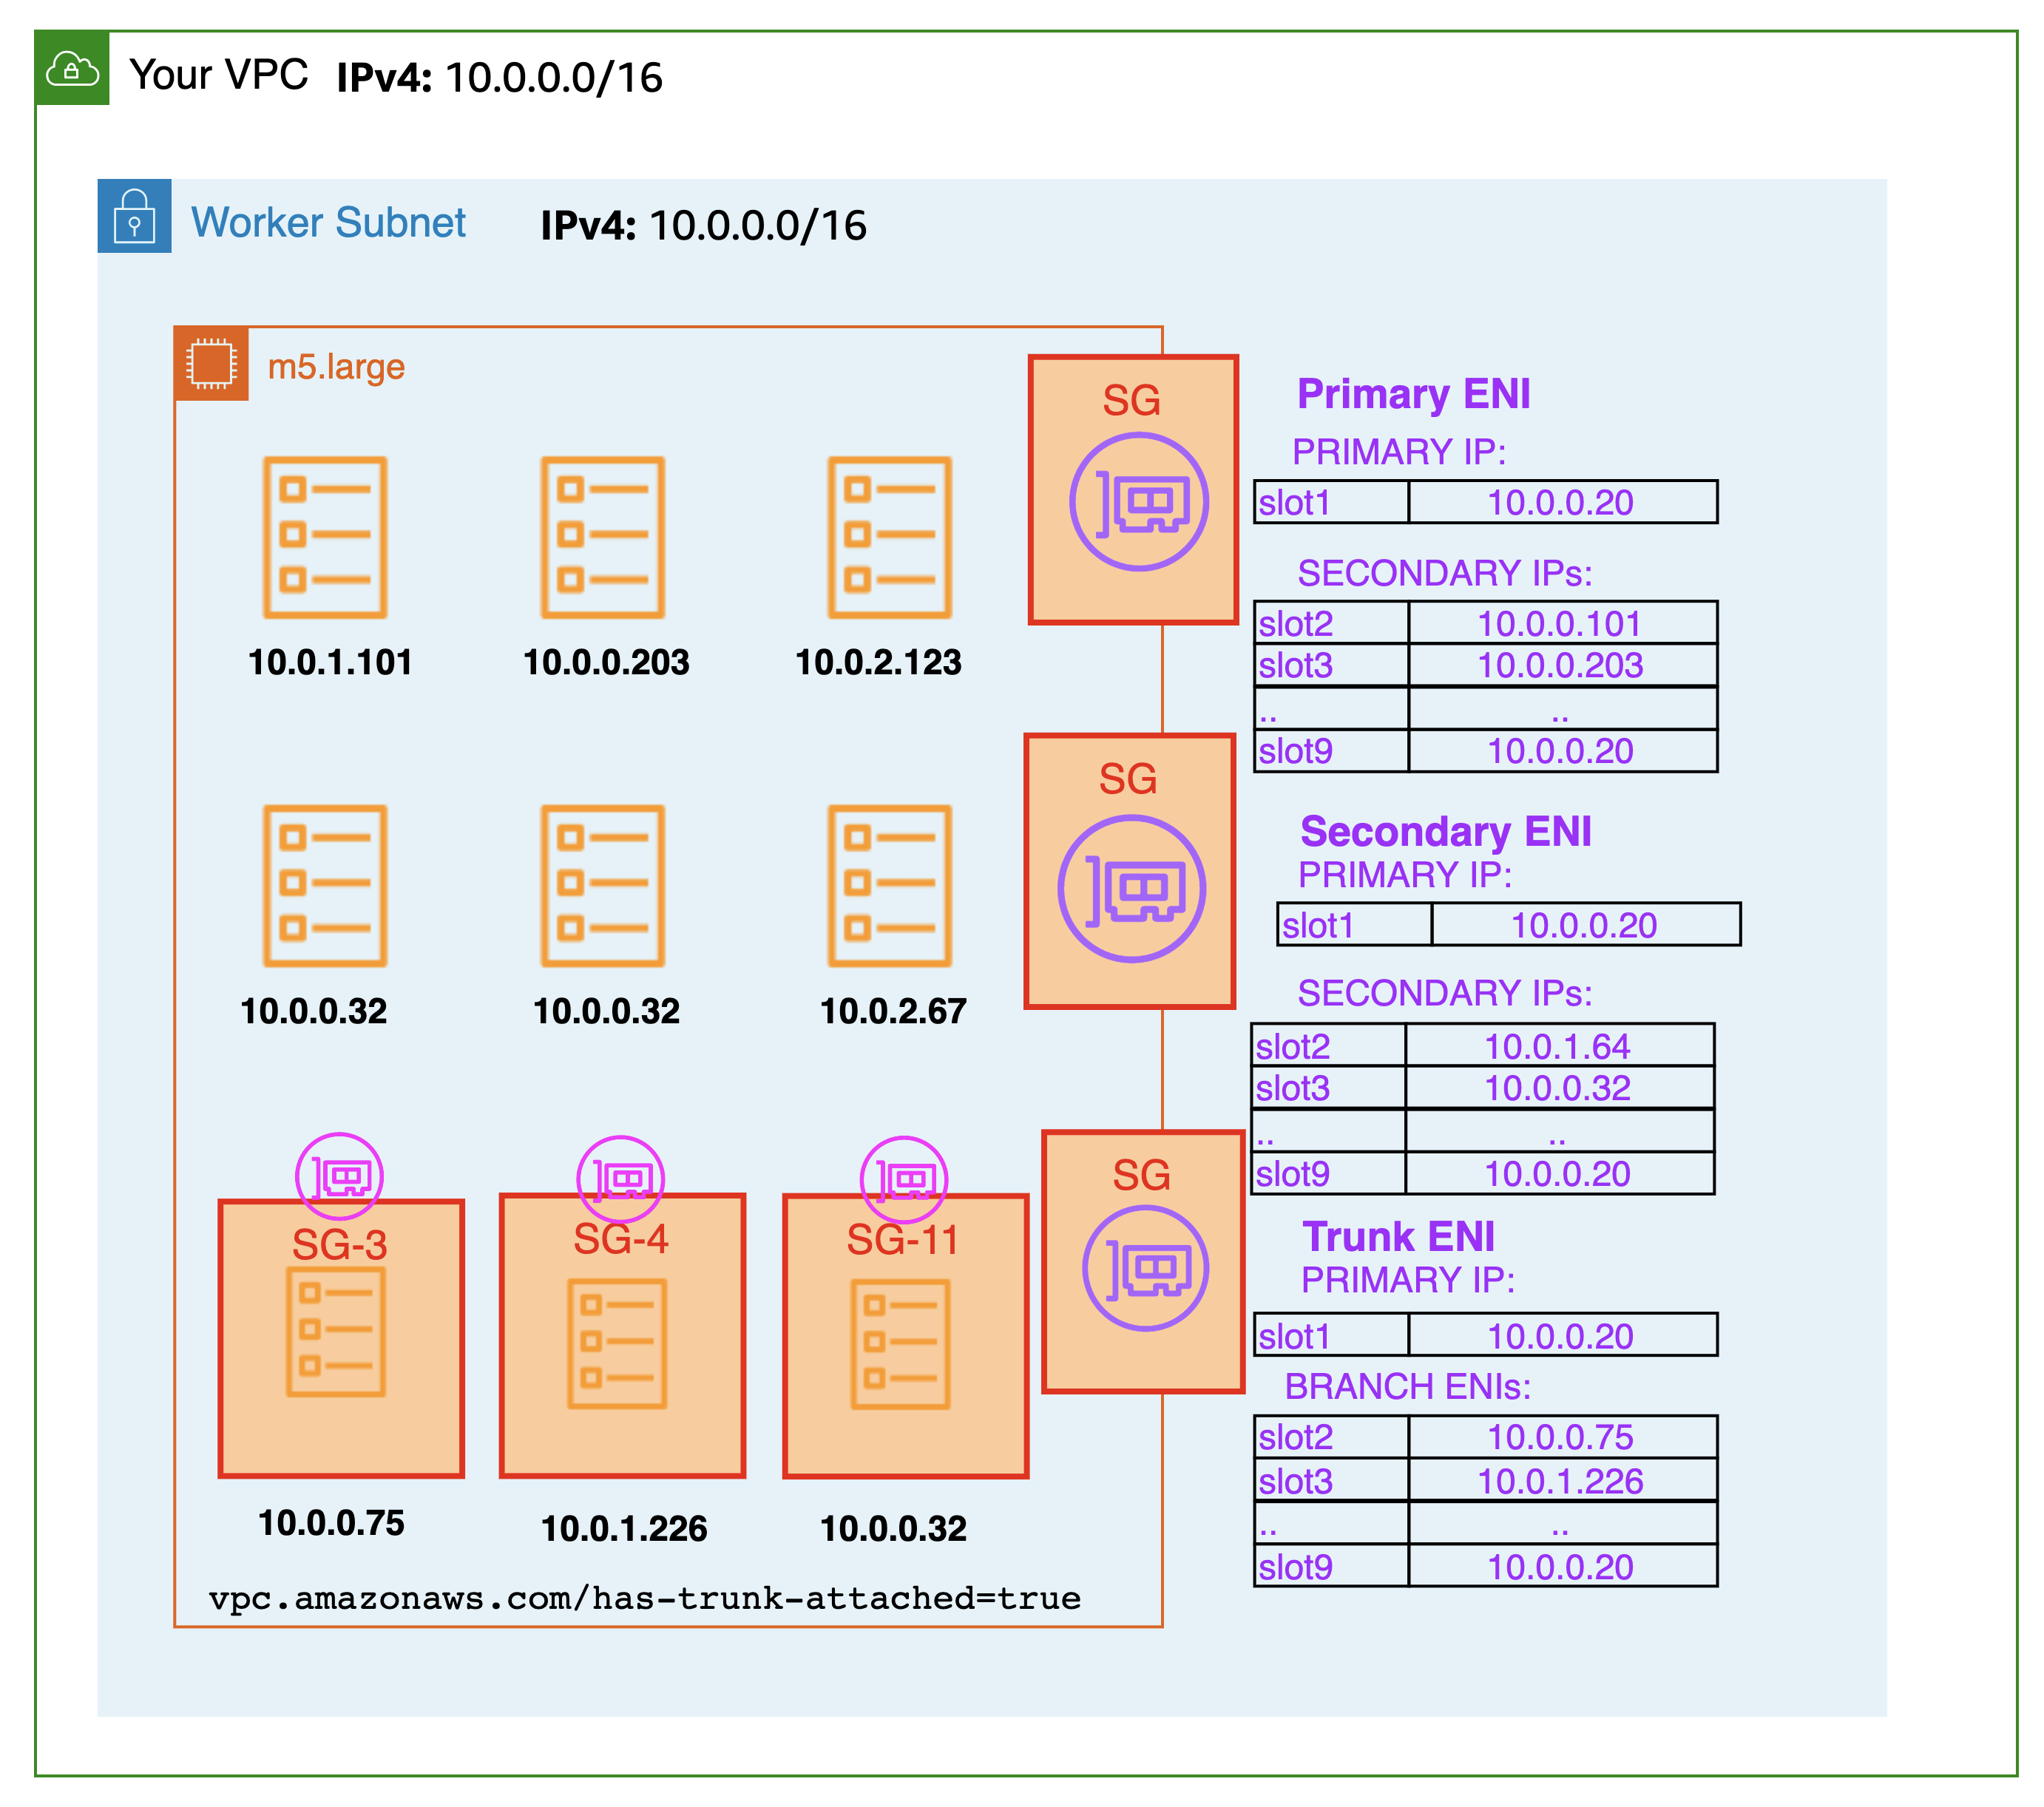 Your VPC IPv4: 10.0.0.0/16
Worker Subnet IPv4: 10.0.0.0/16
m5.large
10.0.1.101 10.0.0.203 10.0.2.123
10.0.0.32 10.0.0.32 10.0.2.67
SG-3 SG-4 SG-11
10.0.0.75 10.0.1.226 10.0.0.32
vpc.amazonaws.com/has-trunk-attached=true
SG
Primary ENI
PRIMARY IP:
slot1 10.0.0.20
SECONDARY IPs:
slot2 10.0.0.101
slot3 10.0.0.203
.. ..
slot9 10.0.0.20
SG
Secondary ENI
PRIMARY IP:
slot1 10.0.0.20
SECONDARY IPs:
slot2 10.0.1.64
slot3 10.0.0.32
.. ..
slot9 10.0.0.20
SG
Trunk ENI
PRIMARY IP:
slot1 10.0.0.20
BRANCH ENIs:
slot2 10.0.0.75
slot3 10.0.1.226
.. ..
slot9 10.0.0.20